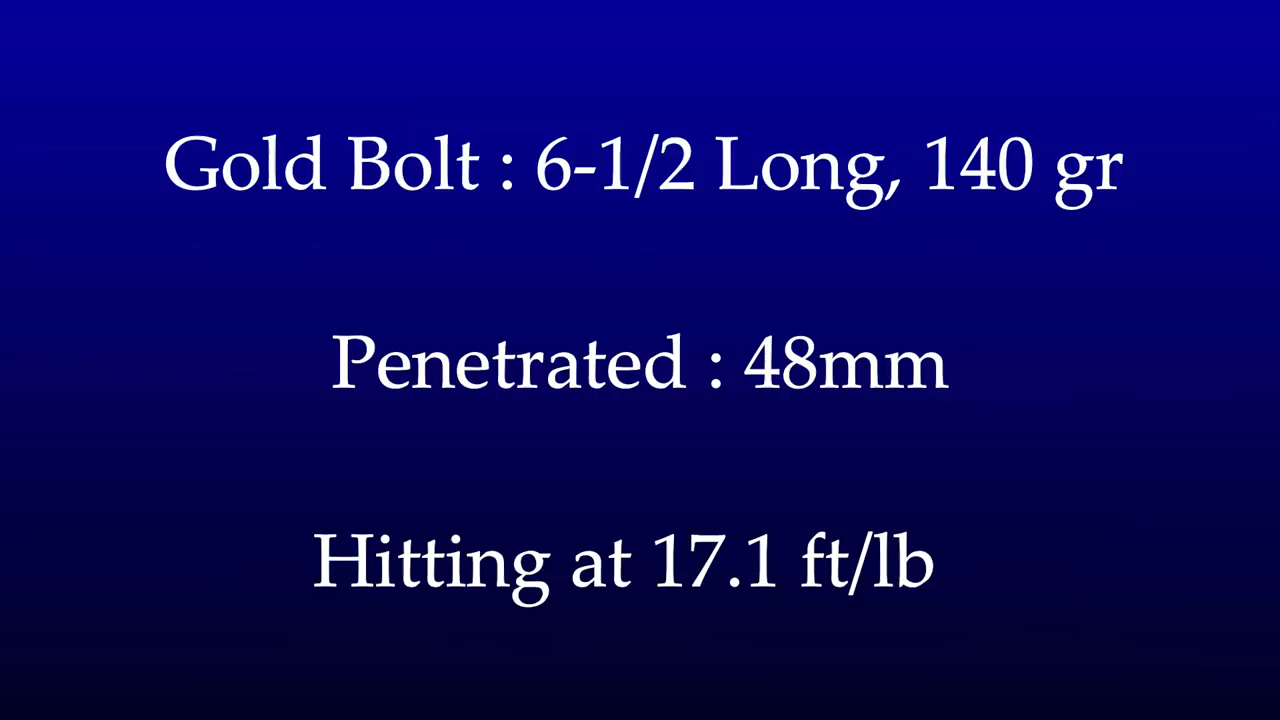 Gold Bolt : 6-1/2 Long, 140 gr
Penetrated : 48mm
Hitting at 17.1 ft/lb